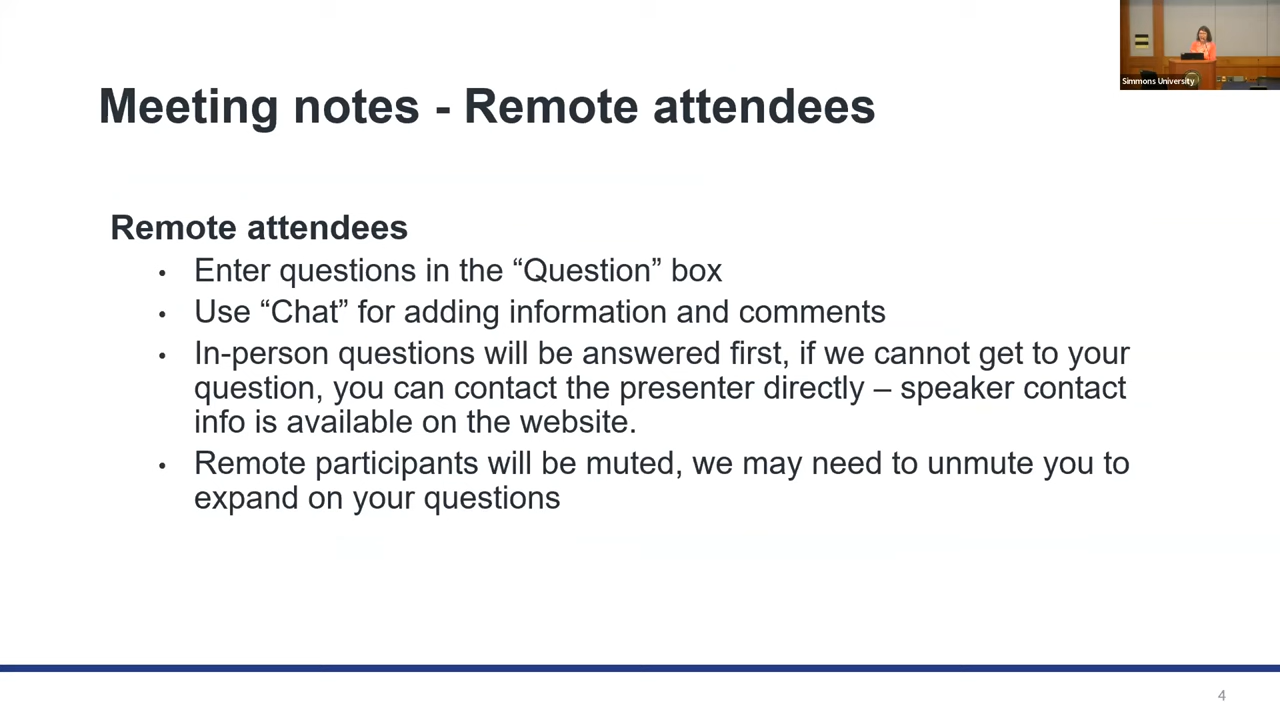 Simmons University
Meeting notes - Remote attendees
Remote attendees
• Enter questions in the “Question” box
• Use “Chat” for adding information and comments
• In-person questions will be answered first, if we cannot get to your
question, you can contact the presenter directly – speaker contact
info is available on the website.
• Remote participants will be muted, we may need to unmute you to
expand on your questions
4